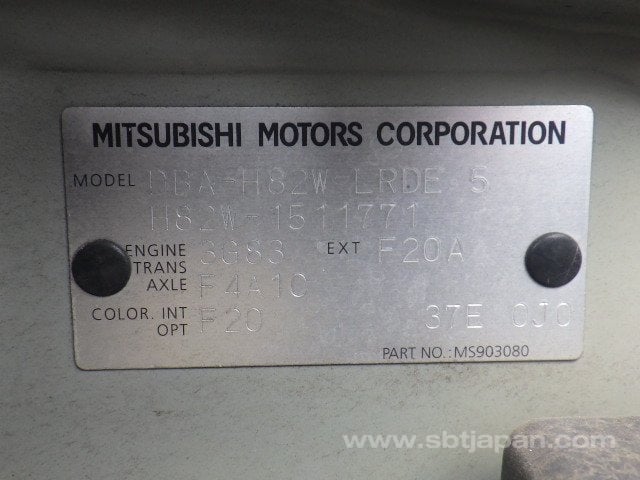 MITSUBISHI MOTORS CORPORATION
MODEL DBA-H82W LRDE 5
H82W-1511771
ENGINE 3G83 EXT F20A
TRANS
AXLE F4A10
COLOR. INT F20 37E 0J0
OPT
PART NO.:MS903080
www.sbtjapan.com